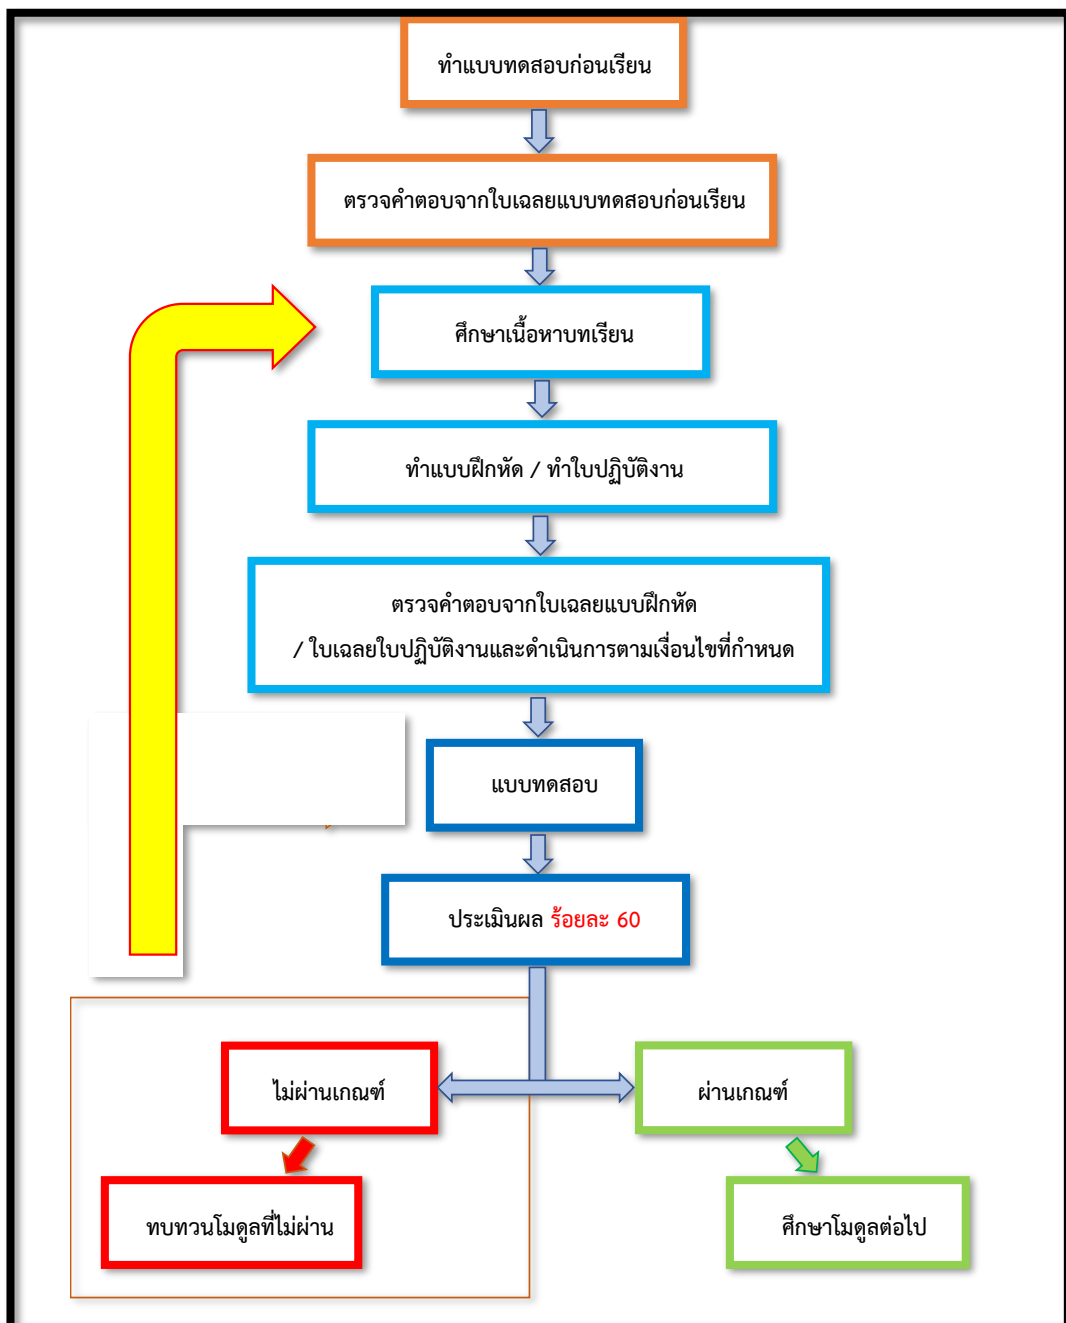 ทำแบบทดสอบก่อนเรียน
ตรวจคำตอบจากใบเฉลยแบบทดสอบก่อนเรียน
ศึกษาเนื้อหาบทเรียน
ทำแบบฝึกหัด / ทำใบปฏิบัติงาน
ตรวจคำตอบจากใบเฉลยแบบฝึกหัด
/ ใบเฉลยใบปฏิบัติงานและดำเนินการตามเงื่อนไขที่กำหนด
แบบทดสอบ
ประเมินผล ร้อยละ 60
ไม่ผ่านเกณฑ์
ผ่านเกณฑ์
ทบทวนโมดูลที่ไม่ผ่าน
ศึกษาโมดูลต่อไป